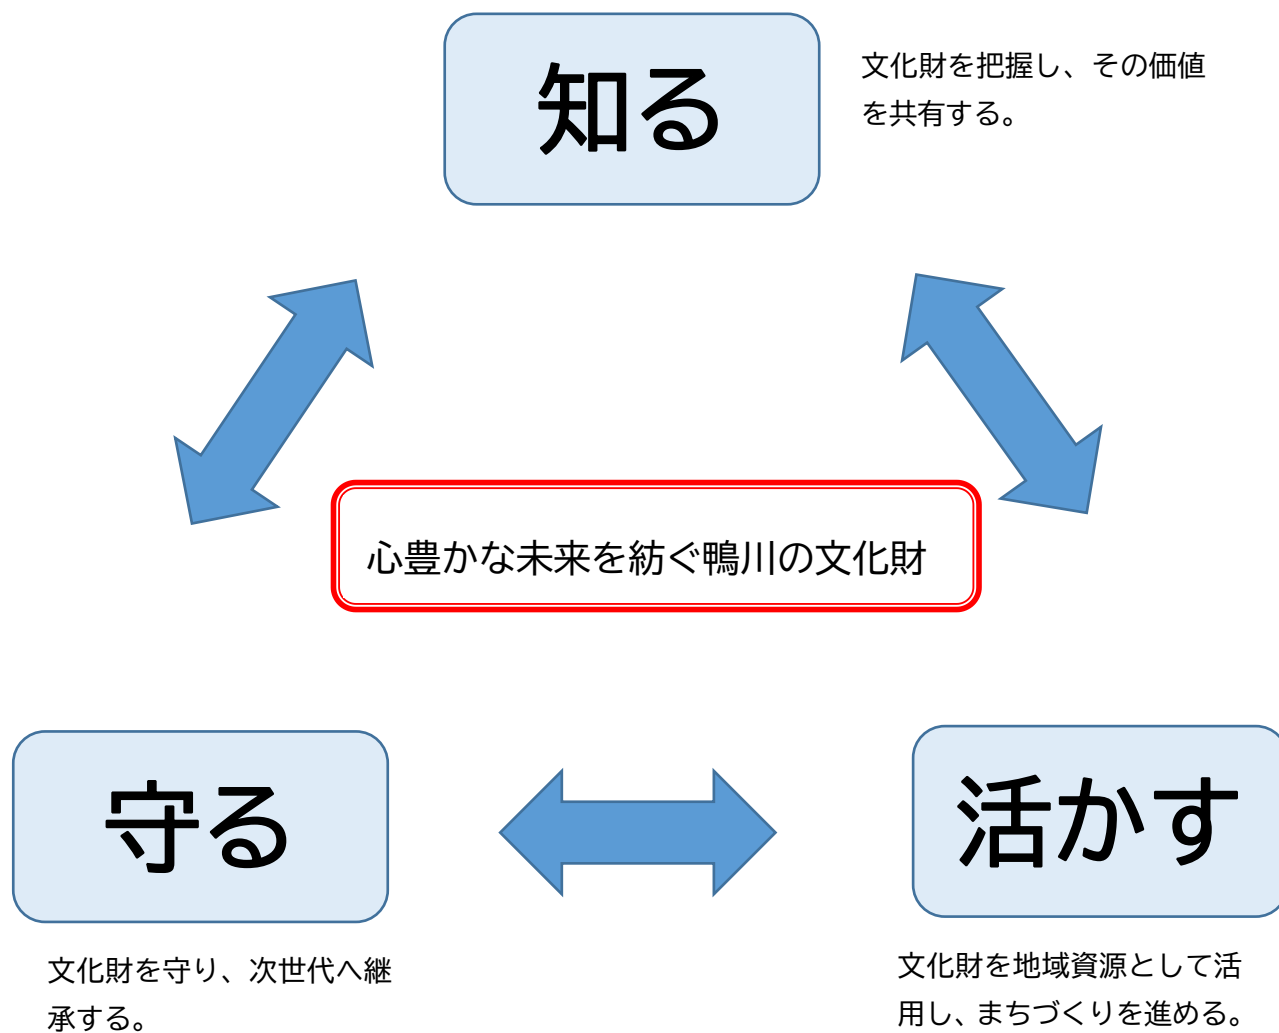 知る
文化財を把握し、その価値
を共有する。
心豊かな未来を紡ぐ鴨川の文化財
守る
活かす
文化財を守り、次世代へ継
承する。
文化財を地域資源として活
用し、まちづくりを進める。